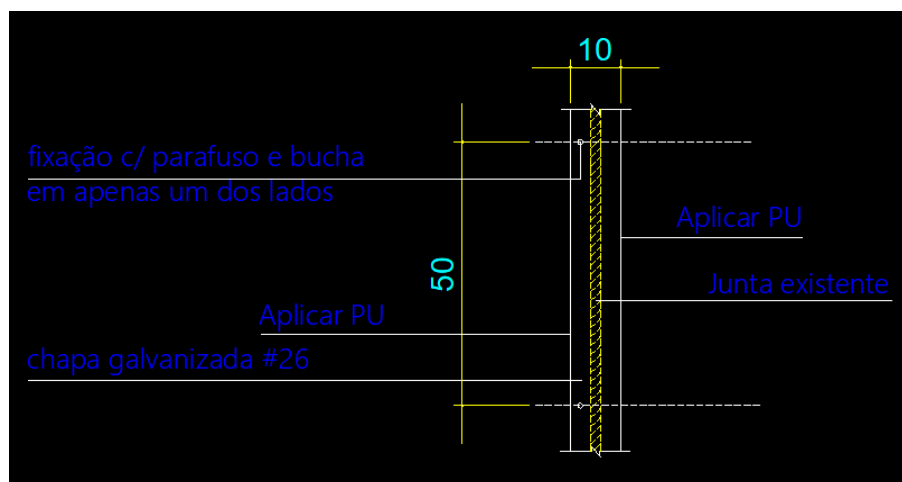 10
fixação c/ parafuso e bucha
em apenas um dos lados
Aplicar PU
50
Junta existente
Aplicar PU
chapa galvanizada #26